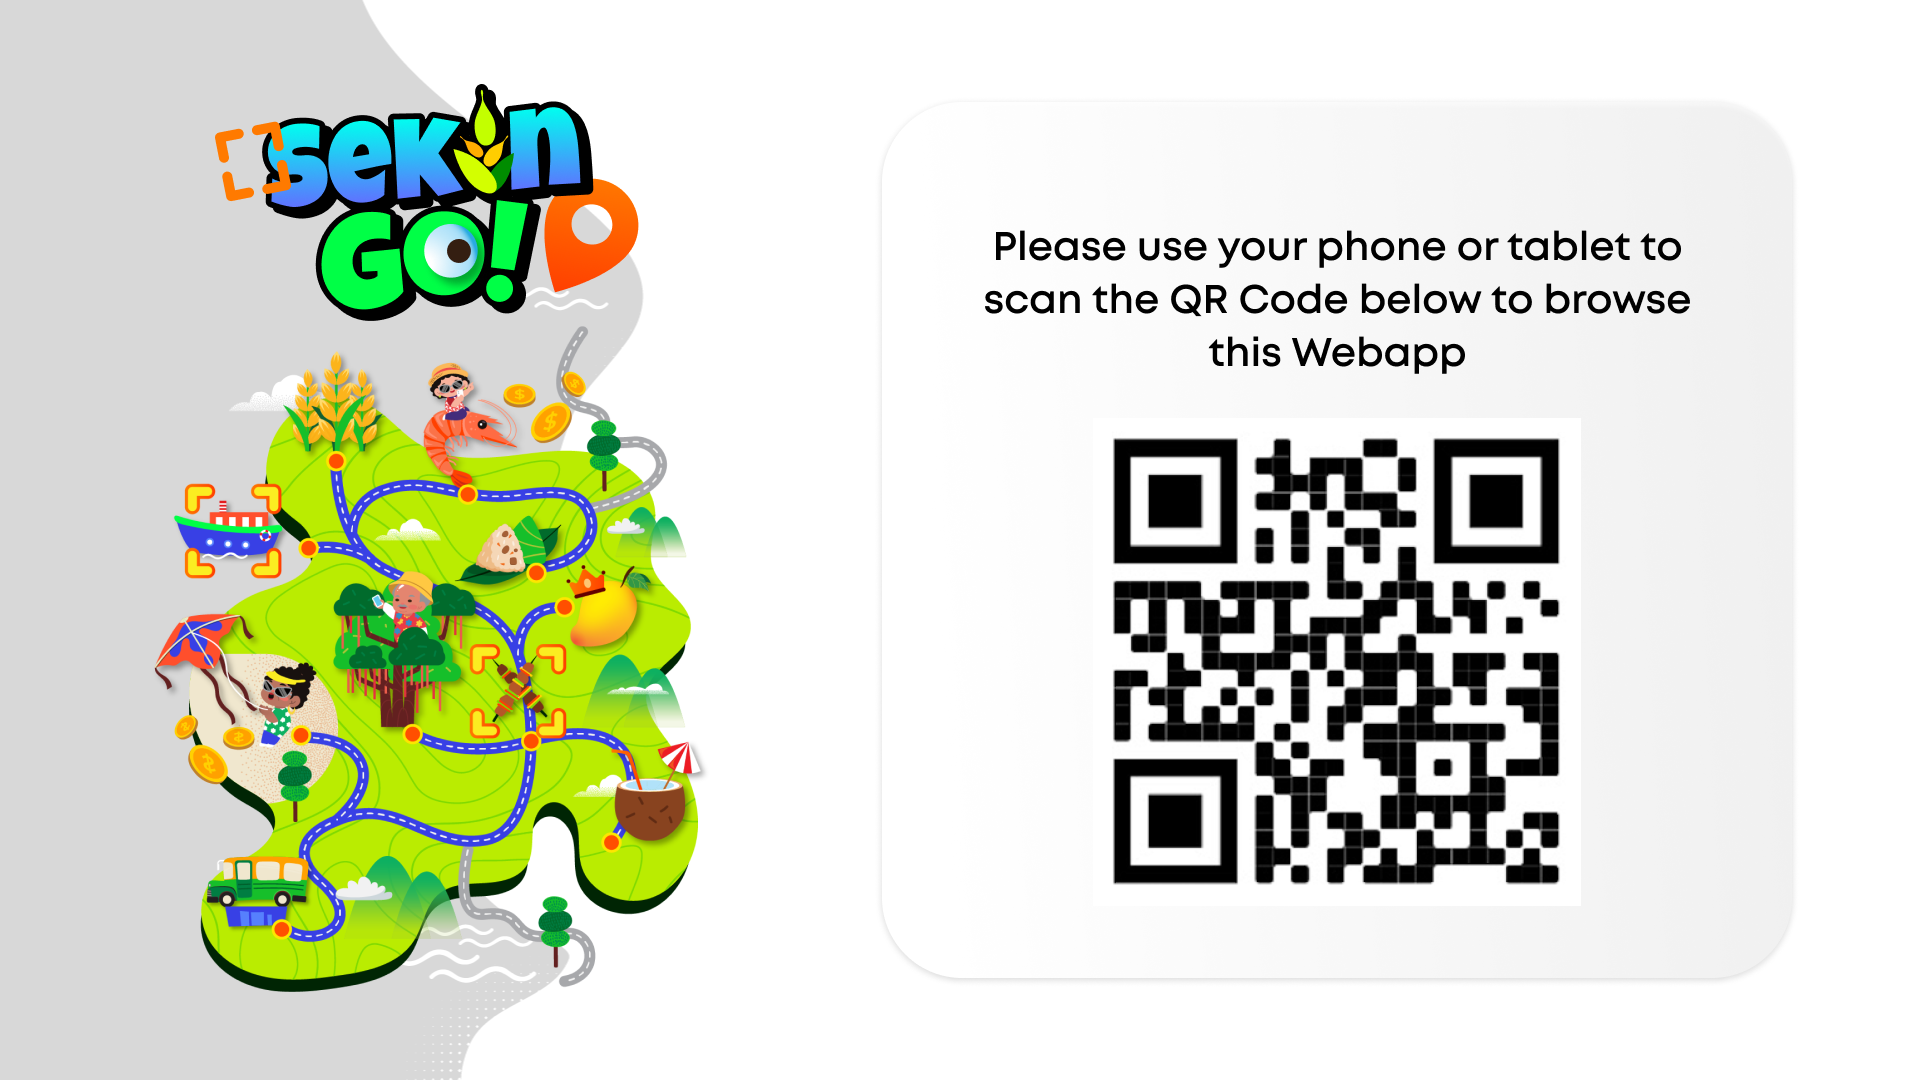 sekin
GO!
Please use your phone or tablet to
scan the QR Code below to browse
this Webapp